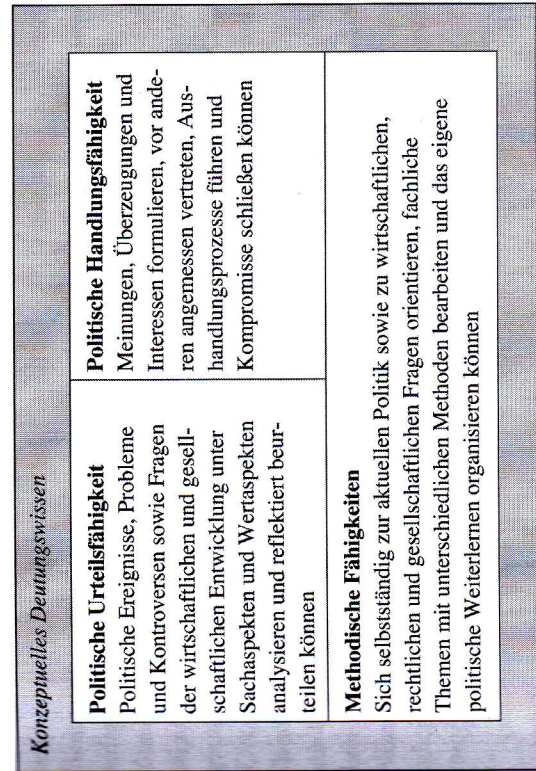 Konzeptuelles Deutungswissen
Politische Urteilsfähigkeit
Politische Ereignisse, Probleme
und Kontroversen sowie Fragen
der wirtschaftlichen und gesell-
schaftlichen Entwicklung unter
Sachaspekten und Wertaspekten
analysieren und reflektiert beur-
teilen können
Politische Handlungsfähigkeit
Meinungen, Überzeugungen und
Interessen formulieren, vor ande-
ren angemessen vertreten, Aus-
handlungsprozesse führen und
Kompromisse schließen können
Methodische Fähigkeiten
Sich selbstständig zur aktuellen Politik sowie zu wirtschaftlichen,
rechtlichen und gesellschaftlichen Fragen orientieren, fachliche
Themen mit unterschiedlichen Methoden bearbeiten und das eigene
politische Weiterlernen organisieren können